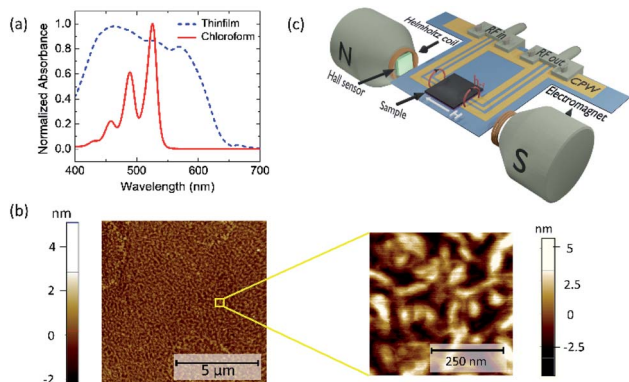 (a)
Normalized Absorbance
1.0
0.8
0.6
0.4
0.2
0.0
Thinfilm
Chloroform
400
500
600
700
Wavelength (nm)
(c)
N
Helmholtz coil
RF in
RF out
CPW
Hall sensor
Sample
H
Electromagnet
S
(b)
nm
4
2
0
-2
5 μm
250 nm
nm
5
2.5
0
-2.5